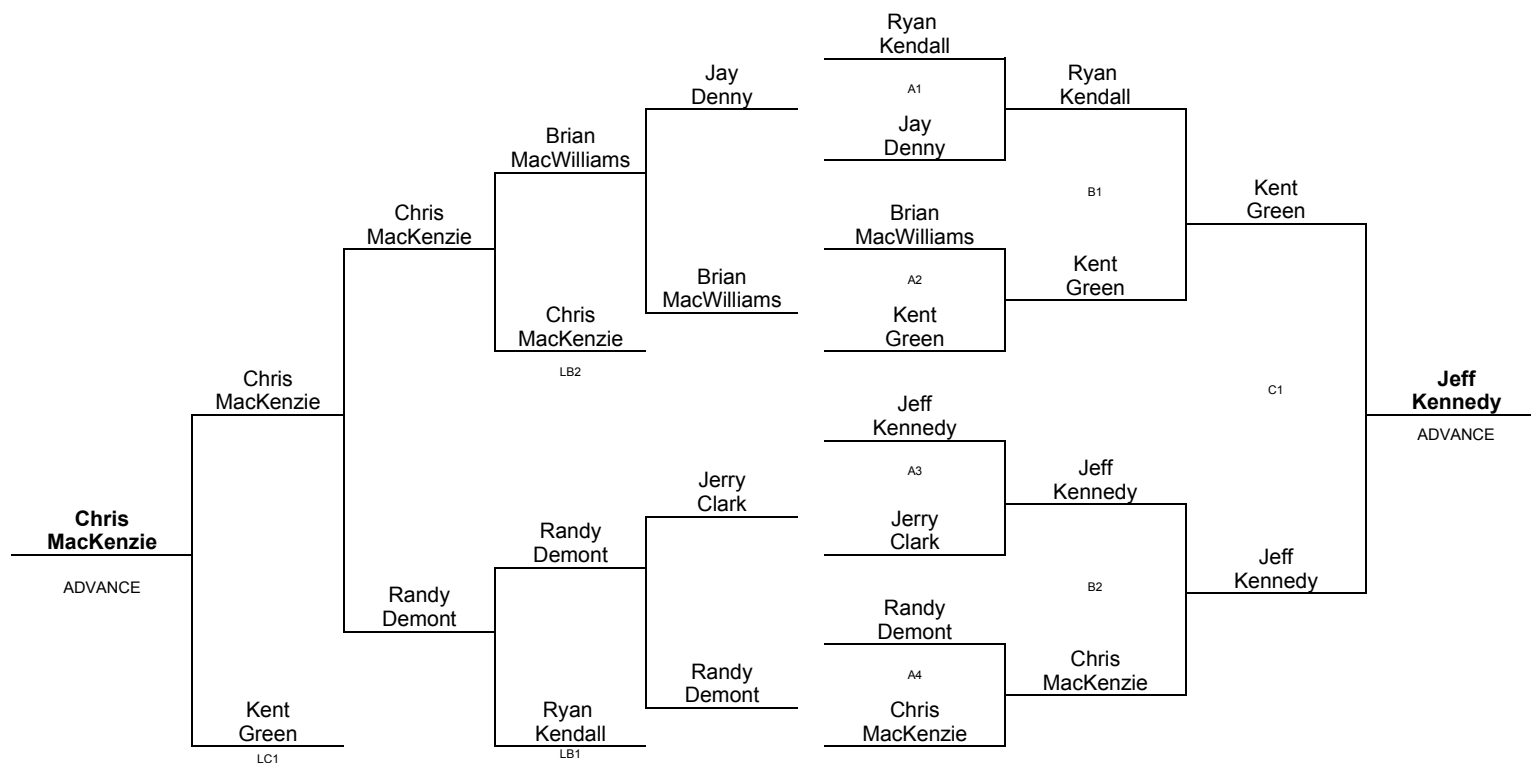 Ryan
Kendall
Jay
Denny
A1
Ryan
Kendall
Jay
Denny
Brian
MacWilliams
B1
Kent
Green
Chris
MacKenzie
Brian
MacWilliams
A2
Kent
Green
Brian
MacWilliams
Chris
MacKenzie
Kent
Green
LB2
Chris
MacKenzie
C1
Jeff
Kennedy
ADVANCE
Jeff
Kennedy
A3
Jeff
Kennedy
Jerry
Clark
Chris
MacKenzie
ADVANCE
Randy
Demont
Jerry
Clark
Jeff
Kennedy
B2
Randy
Demont
Randy
Demont
A4
Chris
MacKenzie
Randy
Demont
Kent
Green
LC1
Ryan
Kendall
LB1
Chris
MacKenzie